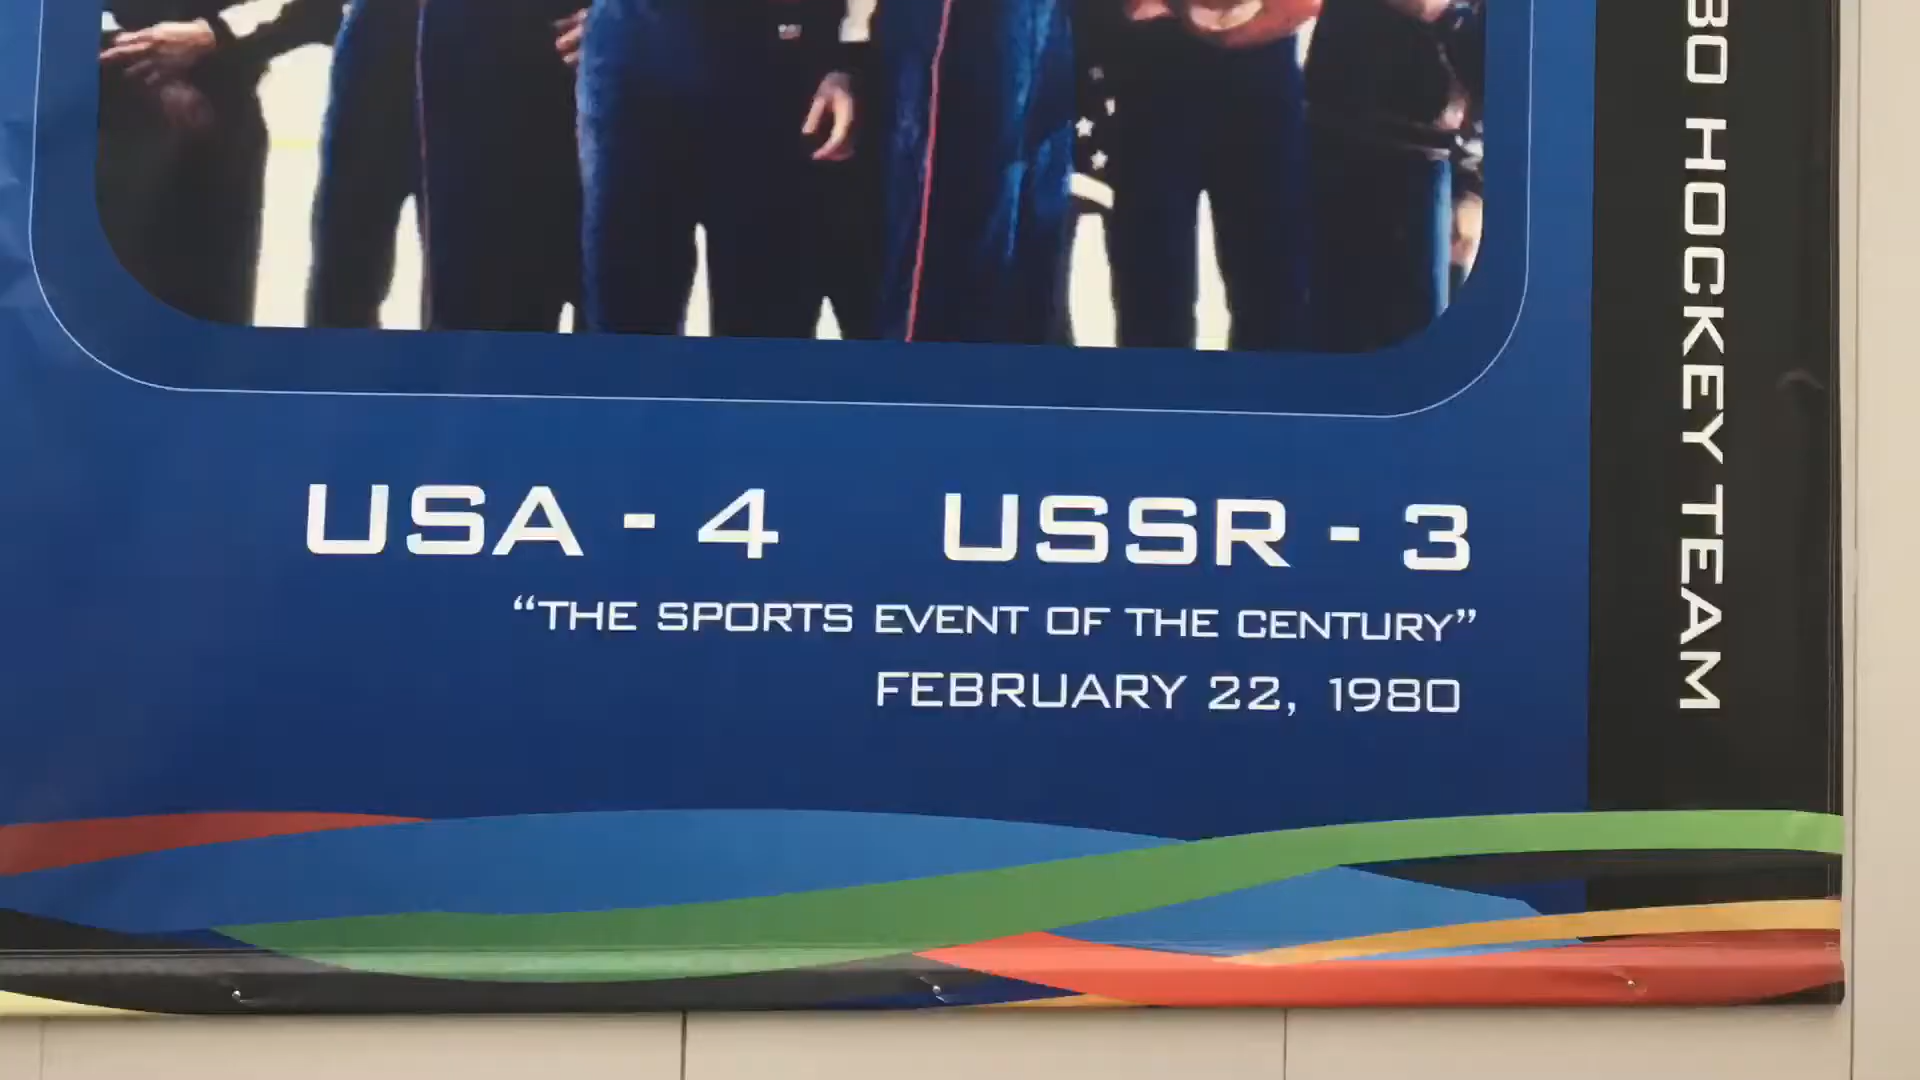 USA - 4 USSR - 3
“THE SPORTS EVENT OF THE CENTURY”
FEBRUARY 22, 1980
HOCKEY TEAM